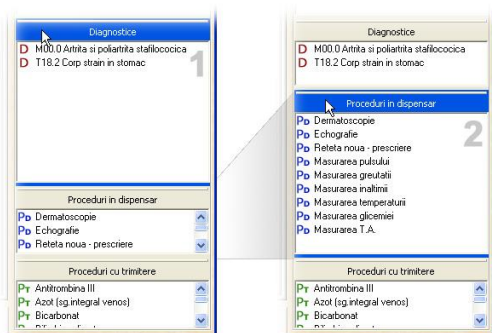 Diagnostice
D M00.0 Artrita si poliartrita stafilococica
D T18.2 Corp strain in stomac
1
Proceduri in dispensar
PD Dermatoscopie
PD Echografie
PD Reteta noua - prescriere
Proceduri cu trimitere
PT Antitrombina III
PT Azot (sg.integral venos)
PT Bicarbonat
Diagnostice
D M00.0 Artrita si poliartrita stafilococica
D T18.2 Corp strain in stomac
Proceduri in dispensar
2
PD Dermatoscopie
PD Echografie
PD Reteta noua - prescriere
PD Masurarea pulsului
PD Masurarea greutatii
PD Masurarea inaltimii
PD Masurarea temperaturii
PD Masurarea glicemiei
PD Masurarea T.A.
Proceduri cu trimitere
PT Antitrombina III
PT Azot (sg.integral venos)
PT Bicarbonat